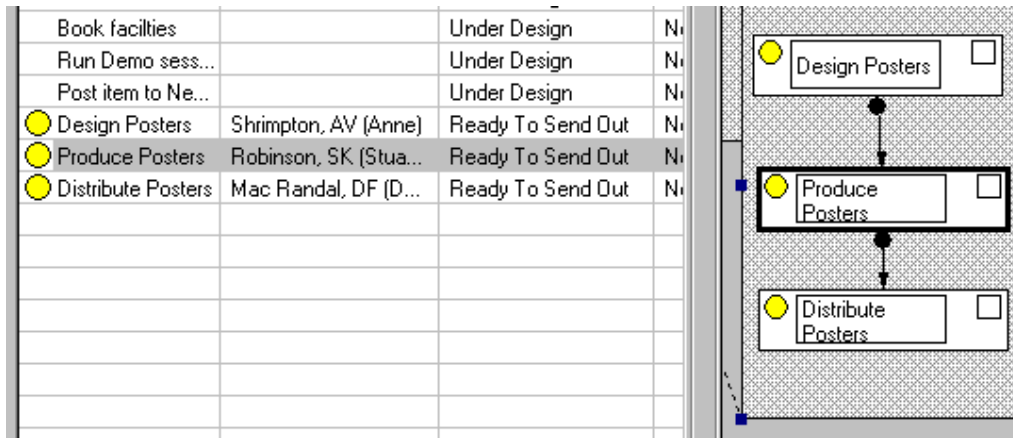 Book facilties Under Design
Run Demo sess... Under Design
Post item to Ne... Under Design
Design Posters Shrimpton, AV (Anne) Ready To Send Out
Produce Posters Robinson, SK (Stua... Ready To Send Out
Distribute Posters Mac Randal, DF (D... Ready To Send Out
Design Posters
Produce
Posters
Distribute
Posters